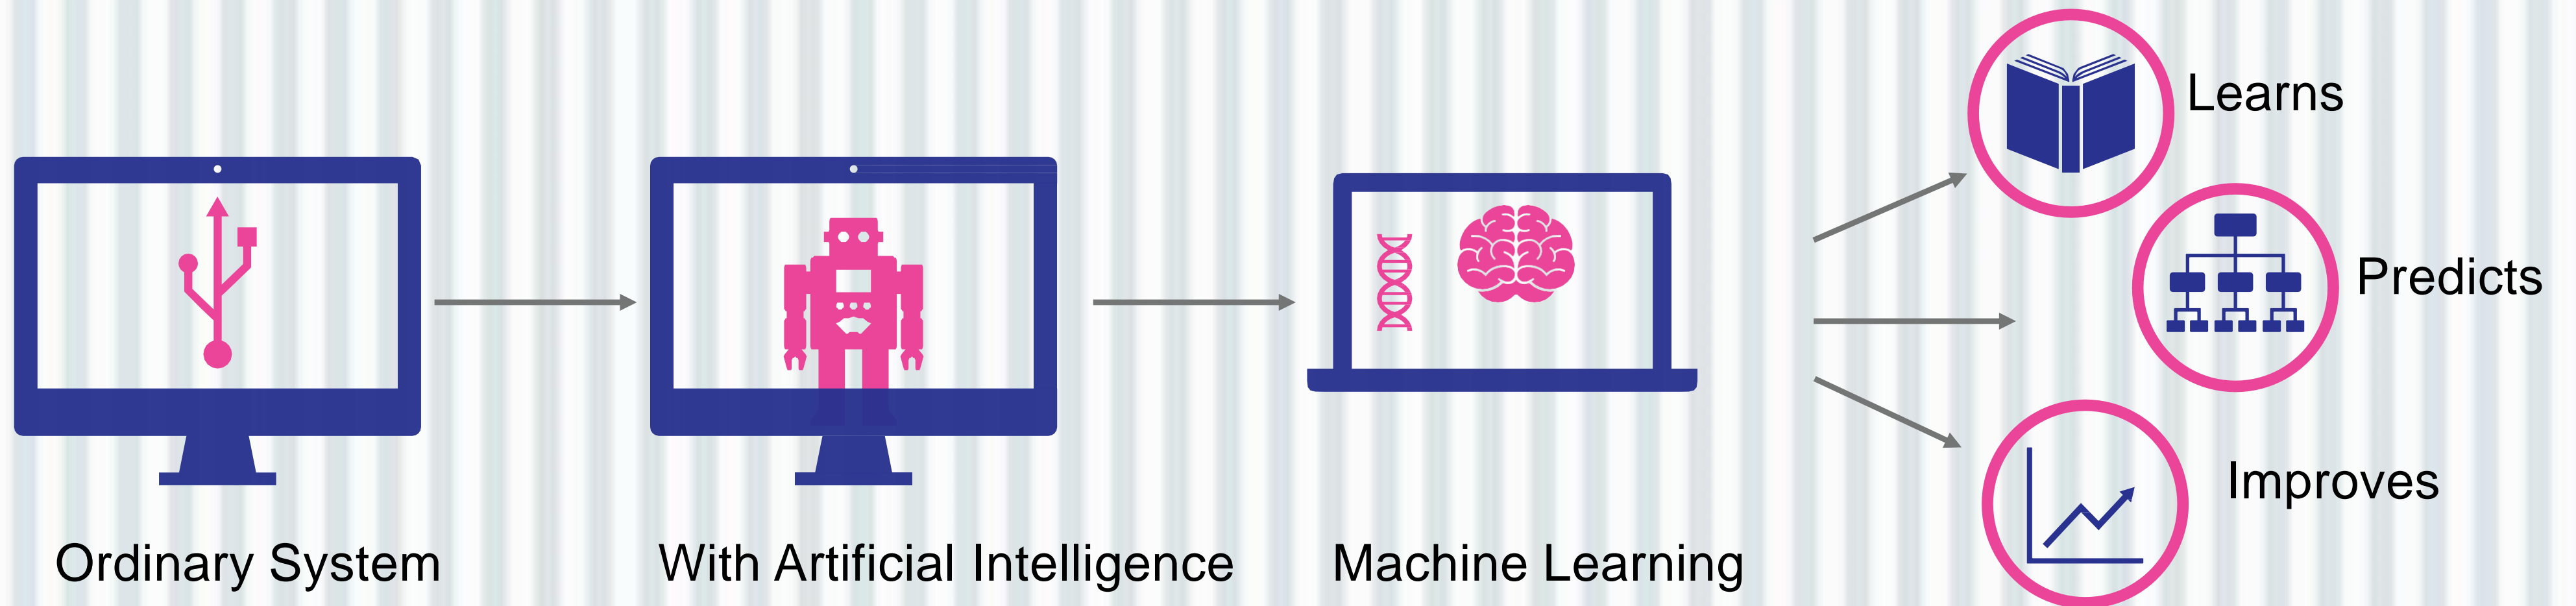 Ordinary System
With Artificial Intelligence
Machine Learning
Learns
Predicts
Improves